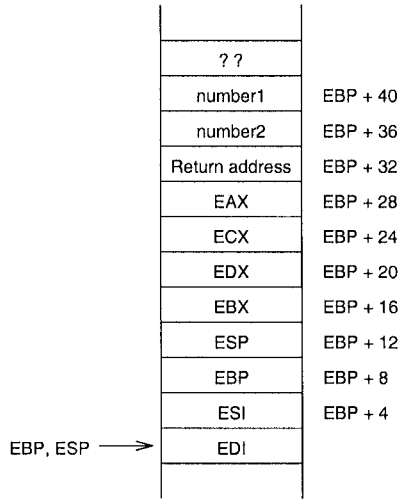 ? ?
number1 EBP + 40
number2 EBP + 36
Return address EBP + 32
EAX EBP + 28
ECX EBP + 24
EDX EBP + 20
EBX EBP + 16
ESP EBP + 12
EBP EBP + 8
ESI EBP + 4
EBP, ESP EDI